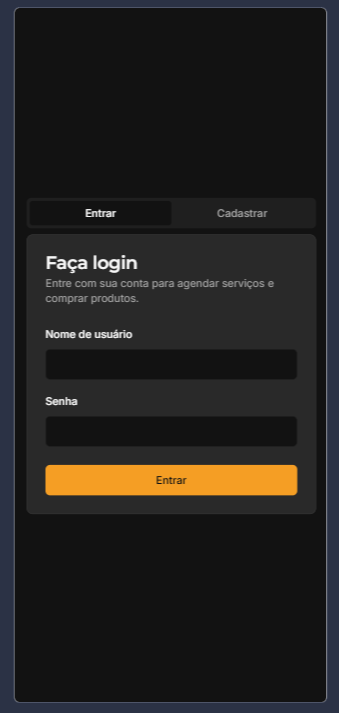 Entrar
Cadastrar
Faça login
Entre com sua conta para agendar serviços e
comprar produtos.
Nome de usuário
Senha
Entrar